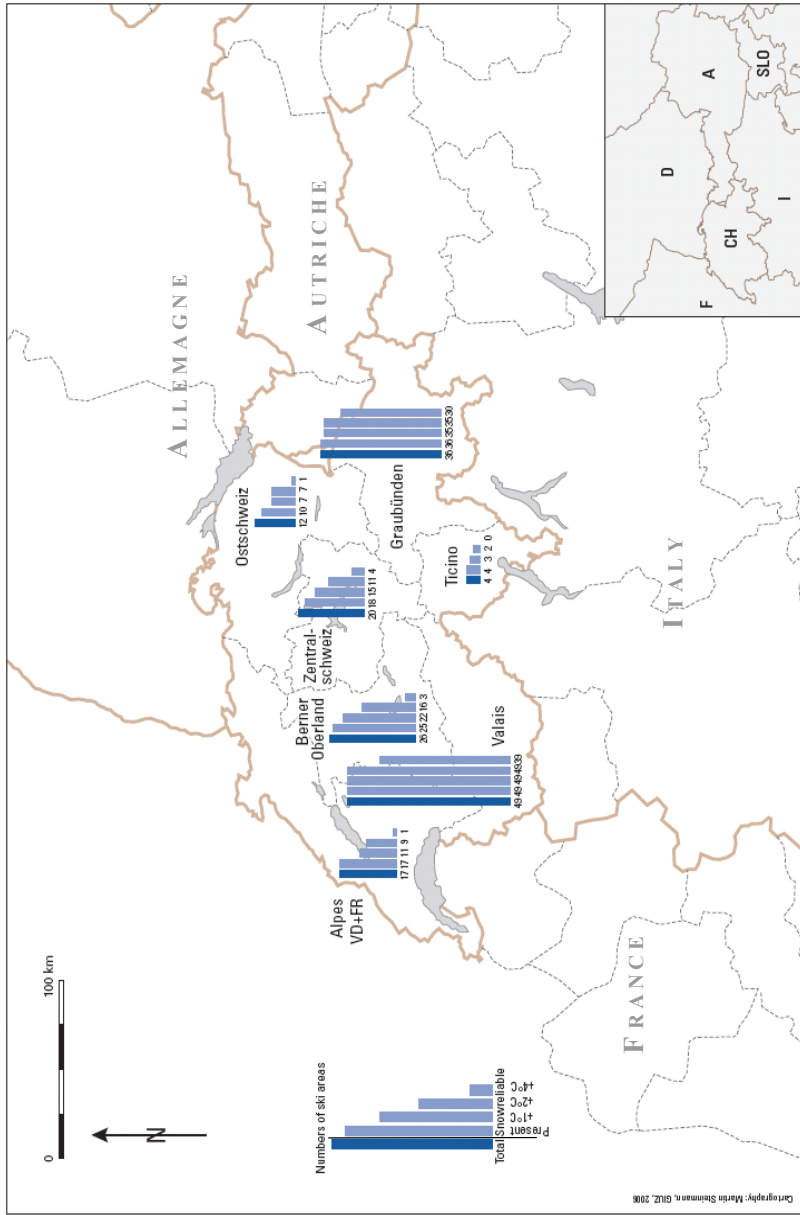 100 km
0
N
ALLEMAGNE
AUTRICHE
FRANCE
ITALY
Alpes
VD+FR
17 17 11 9 1
Berner
Oberland
26 25 22 16 3
Valais
49 49 49 49 39
Zentral-
schweiz
20 18 15 11 4
Ostschweiz
12 10 7 7 1
Graubünden
36 36 35 35 30
Ticino
4 4 3 2 0
Numbers of ski areas
Total Snowreliable
Present
+1°C
+2°C
+4°C
F
D
CH
A
I
SLO
Cartography: Martin Steinmann, GIUZ, 2006